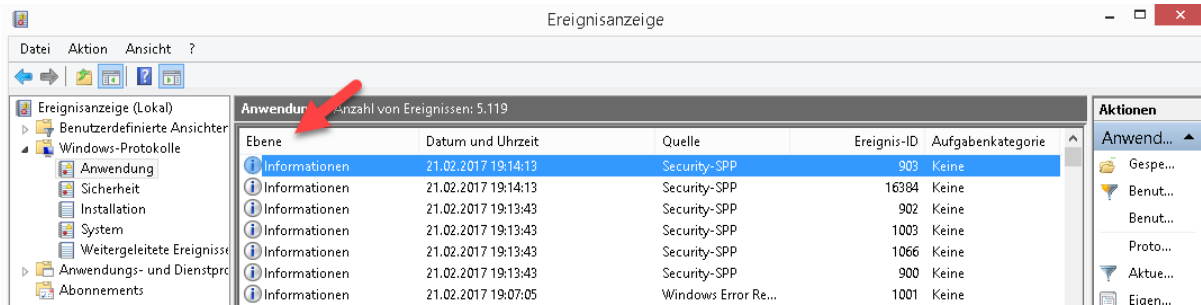 Ereignisanzeige
Datei Aktion Ansicht ?
Ereignisanzeige (Lokal)
Benutzerdefinierte Ansichter
Windows-Protokolle
Anwendung
Sicherheit
Installation
System
Weitergeleitete Ereignisse
Anwendungs- und Dienstprc
Abonnements
Anwendun Anzahl von Ereignissen: 5.119
Ebene Datum und Uhrzeit Quelle Ereignis-ID Aufgabenkategorie
Informationen 21.02.2017 19:14:13 Security-SPP 903 Keine
Informationen 21.02.2017 19:14:13 Security-SPP 16384 Keine
Informationen 21.02.2017 19:13:43 Security-SPP 902 Keine
Informationen 21.02.2017 19:13:43 Security-SPP 1003 Keine
Informationen 21.02.2017 19:13:43 Security-SPP 1066 Keine
Informationen 21.02.2017 19:13:43 Security-SPP 900 Keine
Informationen 21.02.2017 19:07:05 Windows Error Re... 1001 Keine
Aktionen
Anwend...
Gespe...
Benut...
Benut...
Proto...
Aktue...
Eigen...